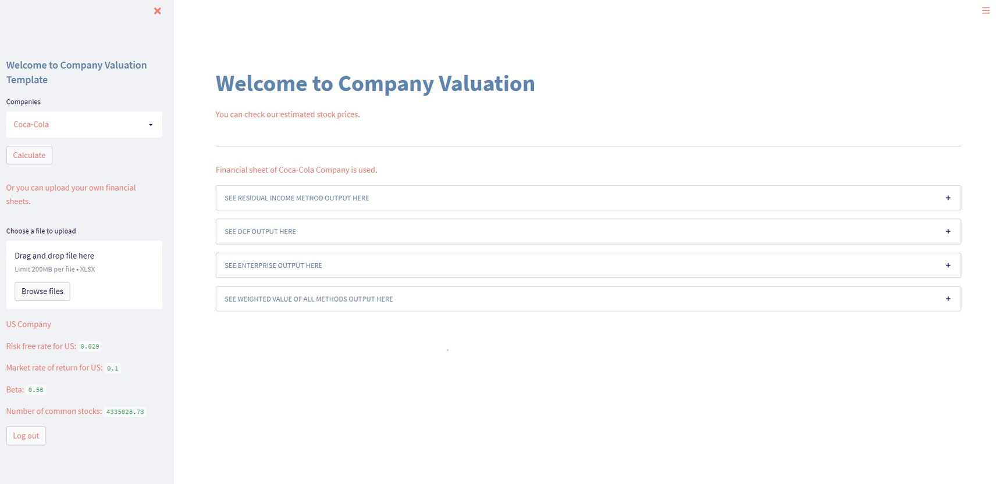 Welcome to Company Valuation
Template
Companies
Coca-Cola
Calculate
Or you can upload your own financial
sheets.
Choose a file to upload
Drag and drop file here
Limit 200MB per file • XLSX
Browse files
US Company
Risk free rate for US: 0.029
Market rate of return for US: 0.1
Beta: 0.58
Number of common stocks: 4335028.73
Log out
Welcome to Company Valuation
You can check our estimated stock prices.
Financial sheet of Coca-Cola Company is used.
SEE RESIDUAL INCOME METHOD OUTPUT HERE
SEE DCF OUTPUT HERE
SEE ENTERPRISE OUTPUT HERE
SEE WEIGHTED VALUE OF ALL METHODS OUTPUT HERE